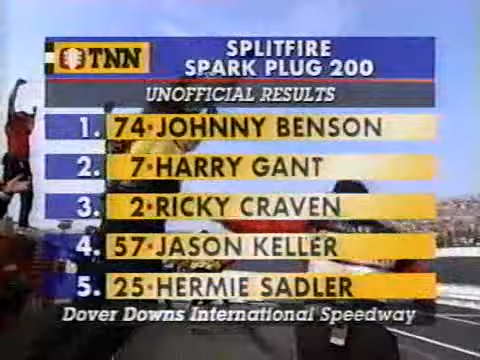 TNN
SPLITFIRE
SPARK PLUG 200
UNOFFICIAL RESULTS
1. 74•JOHNNY BENSON
2. 7•HARRY GANT
3. 2•RICKY CRAVEN
4. 57•JASON KELLER
5. 25•HERMIE SADLER
Dover Downs International Speedway